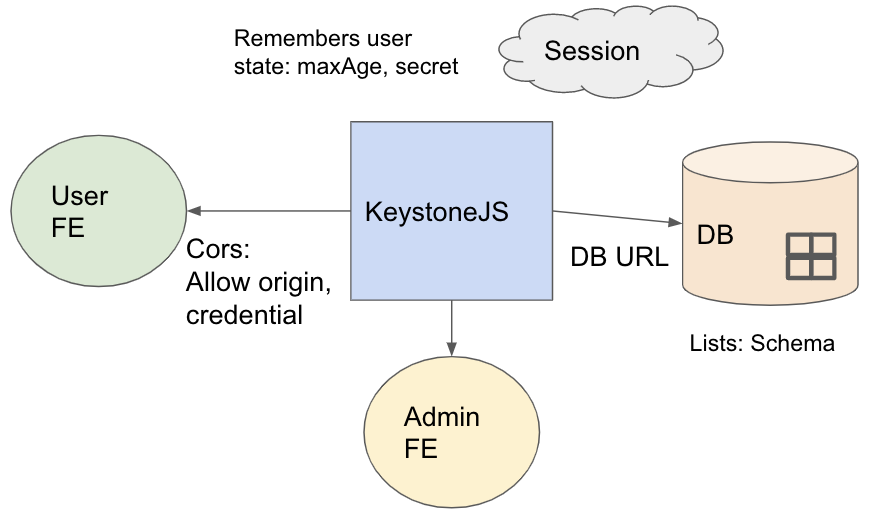 Remembers user
state: maxAge, secret
Session
User
FE
KeystoneJS
DB
Cors:
Allow origin,
credential
DB URL
Lists: Schema
Admin
FE